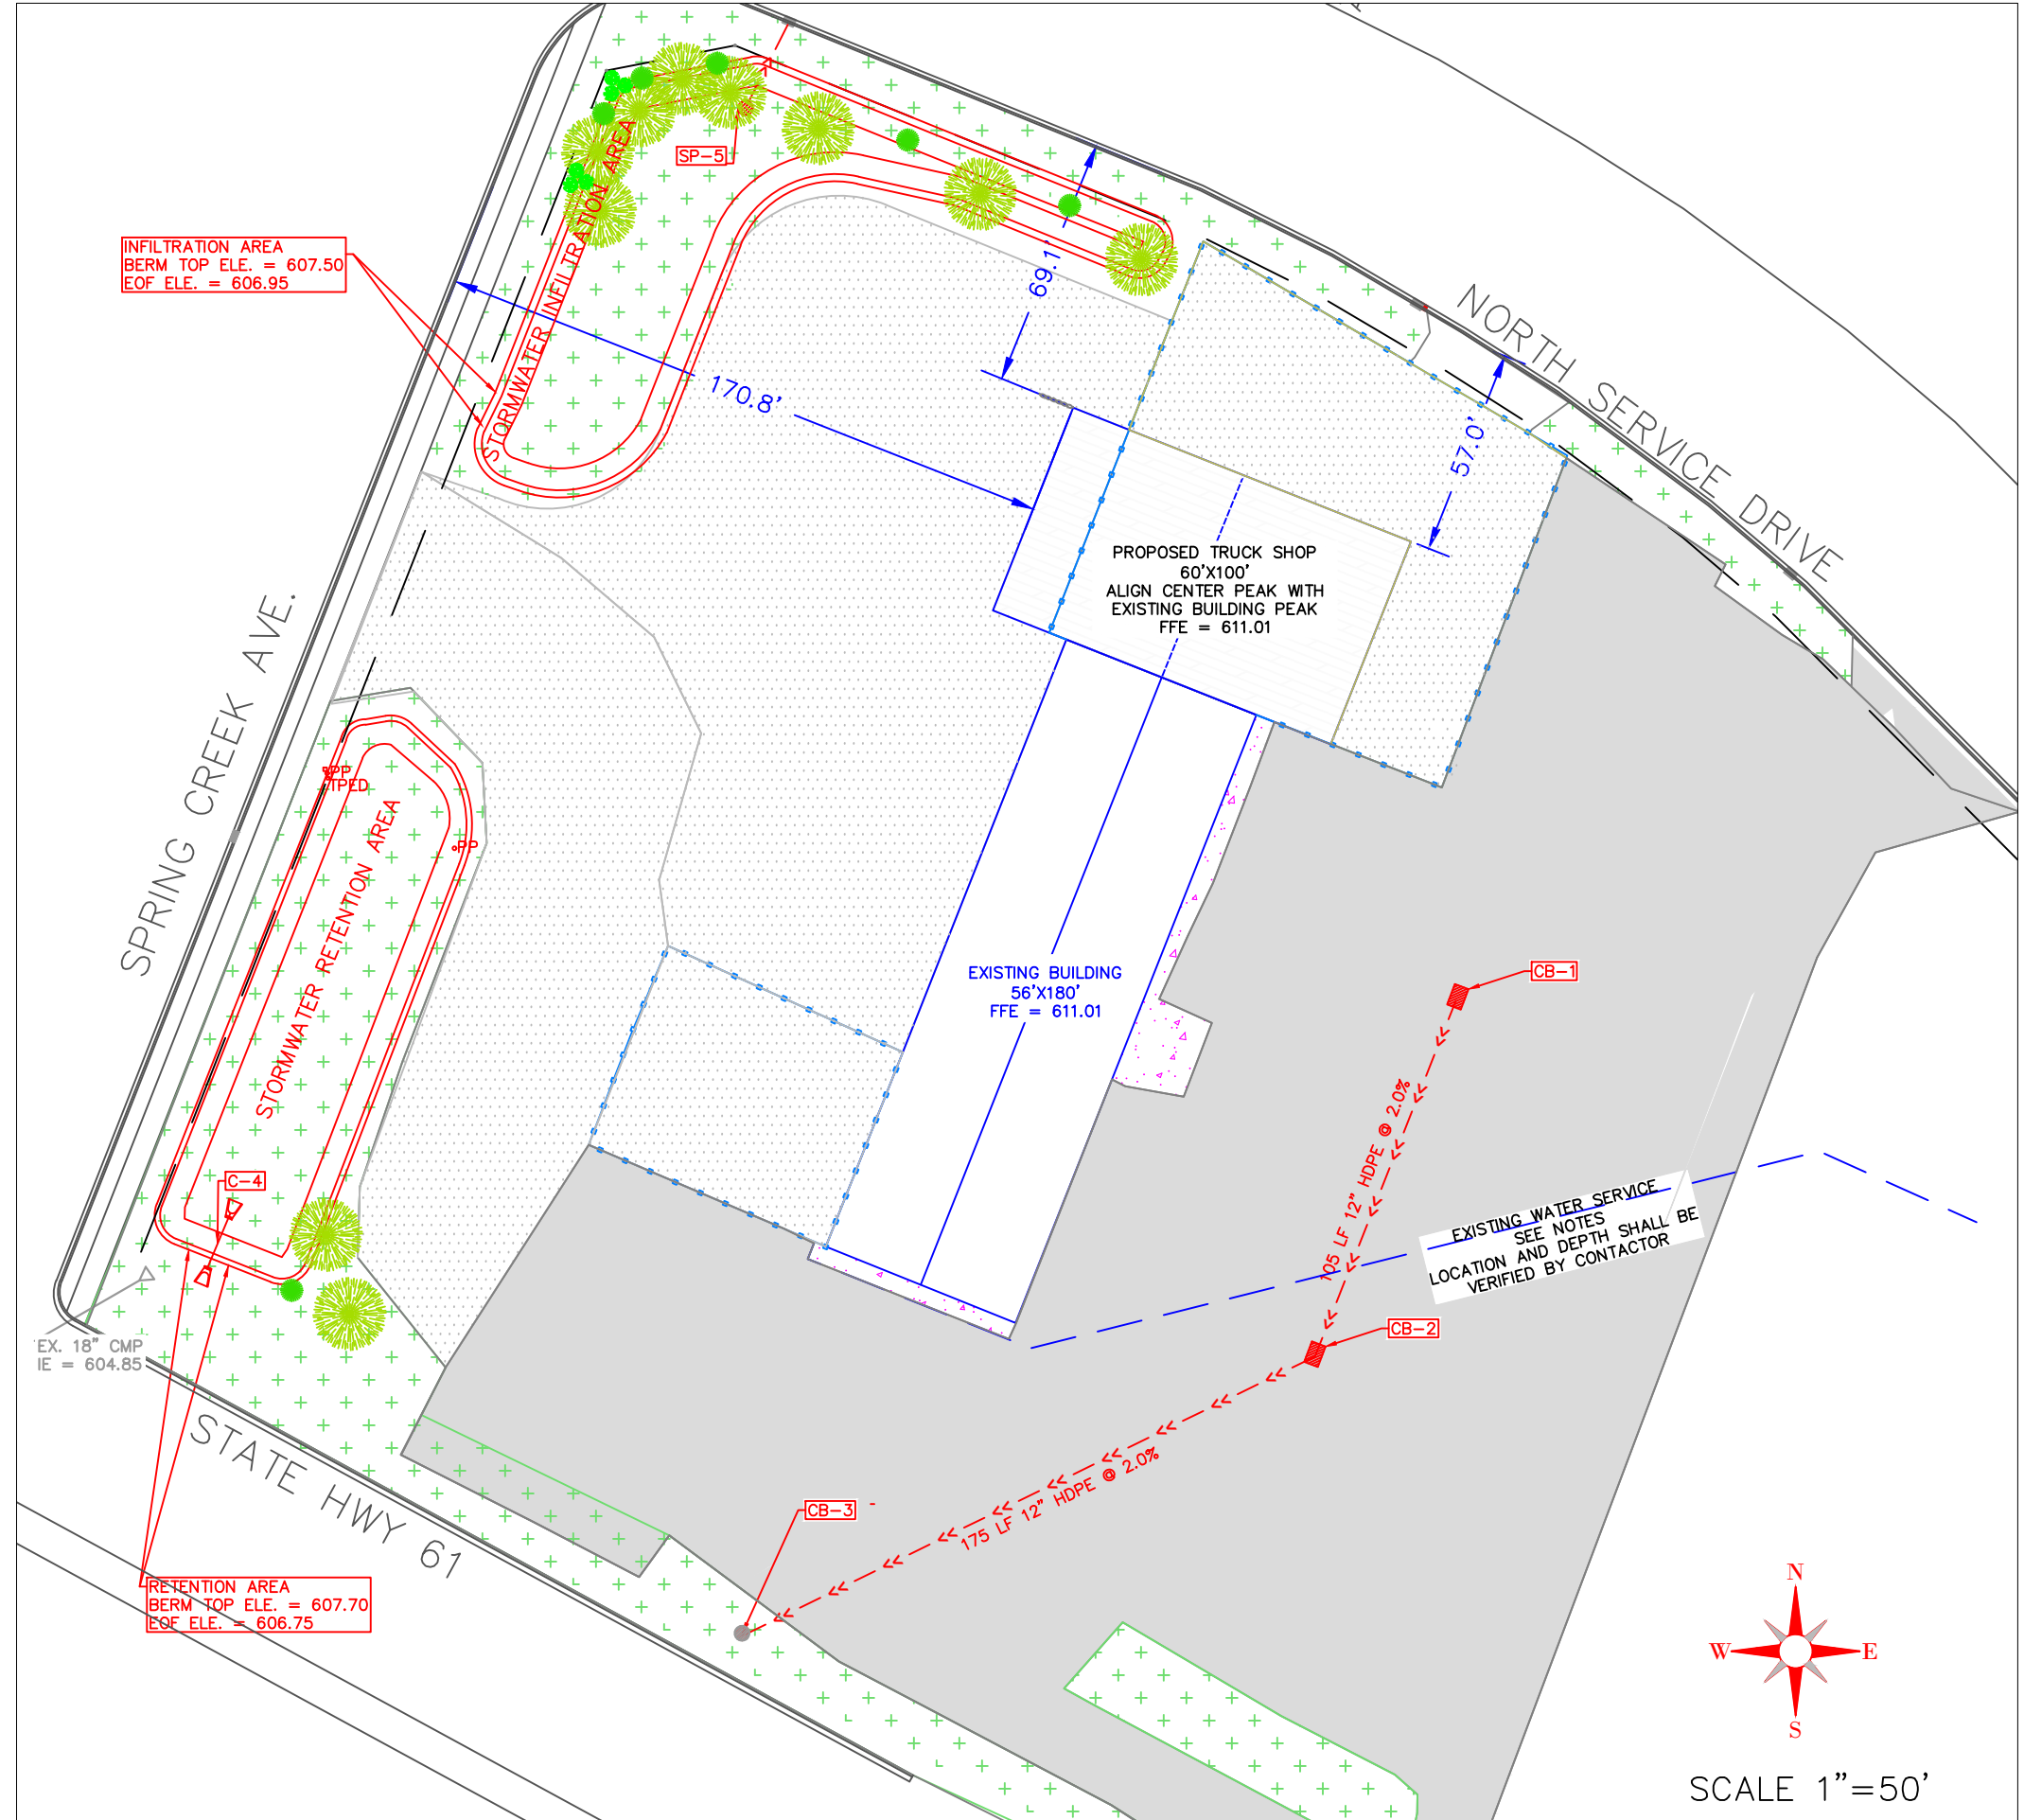 SP-5
INFILTRATION AREA
BERM TOP ELE. = 607.50
EOF ELE. = 606.95
STORMWATER INFILTRATION AREA
69.1'
170.8'
NORTH SERVICE DRIVE
57.0'
PROPOSED TRUCK SHOP
60'X100'
ALIGN CENTER PEAK WITH
EXISTING BUILDING PEAK
FFE = 611.01
SPRING CREEK AVE.
PP
TPED
PP
STORMWATER RETENTION AREA
EXISTING BUILDING
56'X180'
FFE = 611.01
CB-1
105 LF 12" HDPE @ 2.0%
C-4
EXISTING WATER SERVICE
SEE NOTES
LOCATION AND DEPTH SHALL BE
VERIFIED BY CONTACTOR
EX. 18" CMP
IE = 604.85
CB-2
STATE HWY 61
175 LF 12" HDPE @ 2.0%
CB-3 -
RETENTION AREA
BERM TOP ELE. = 607.70
EOF ELE. = 606.75
N
W E
S
SCALE 1"=50'